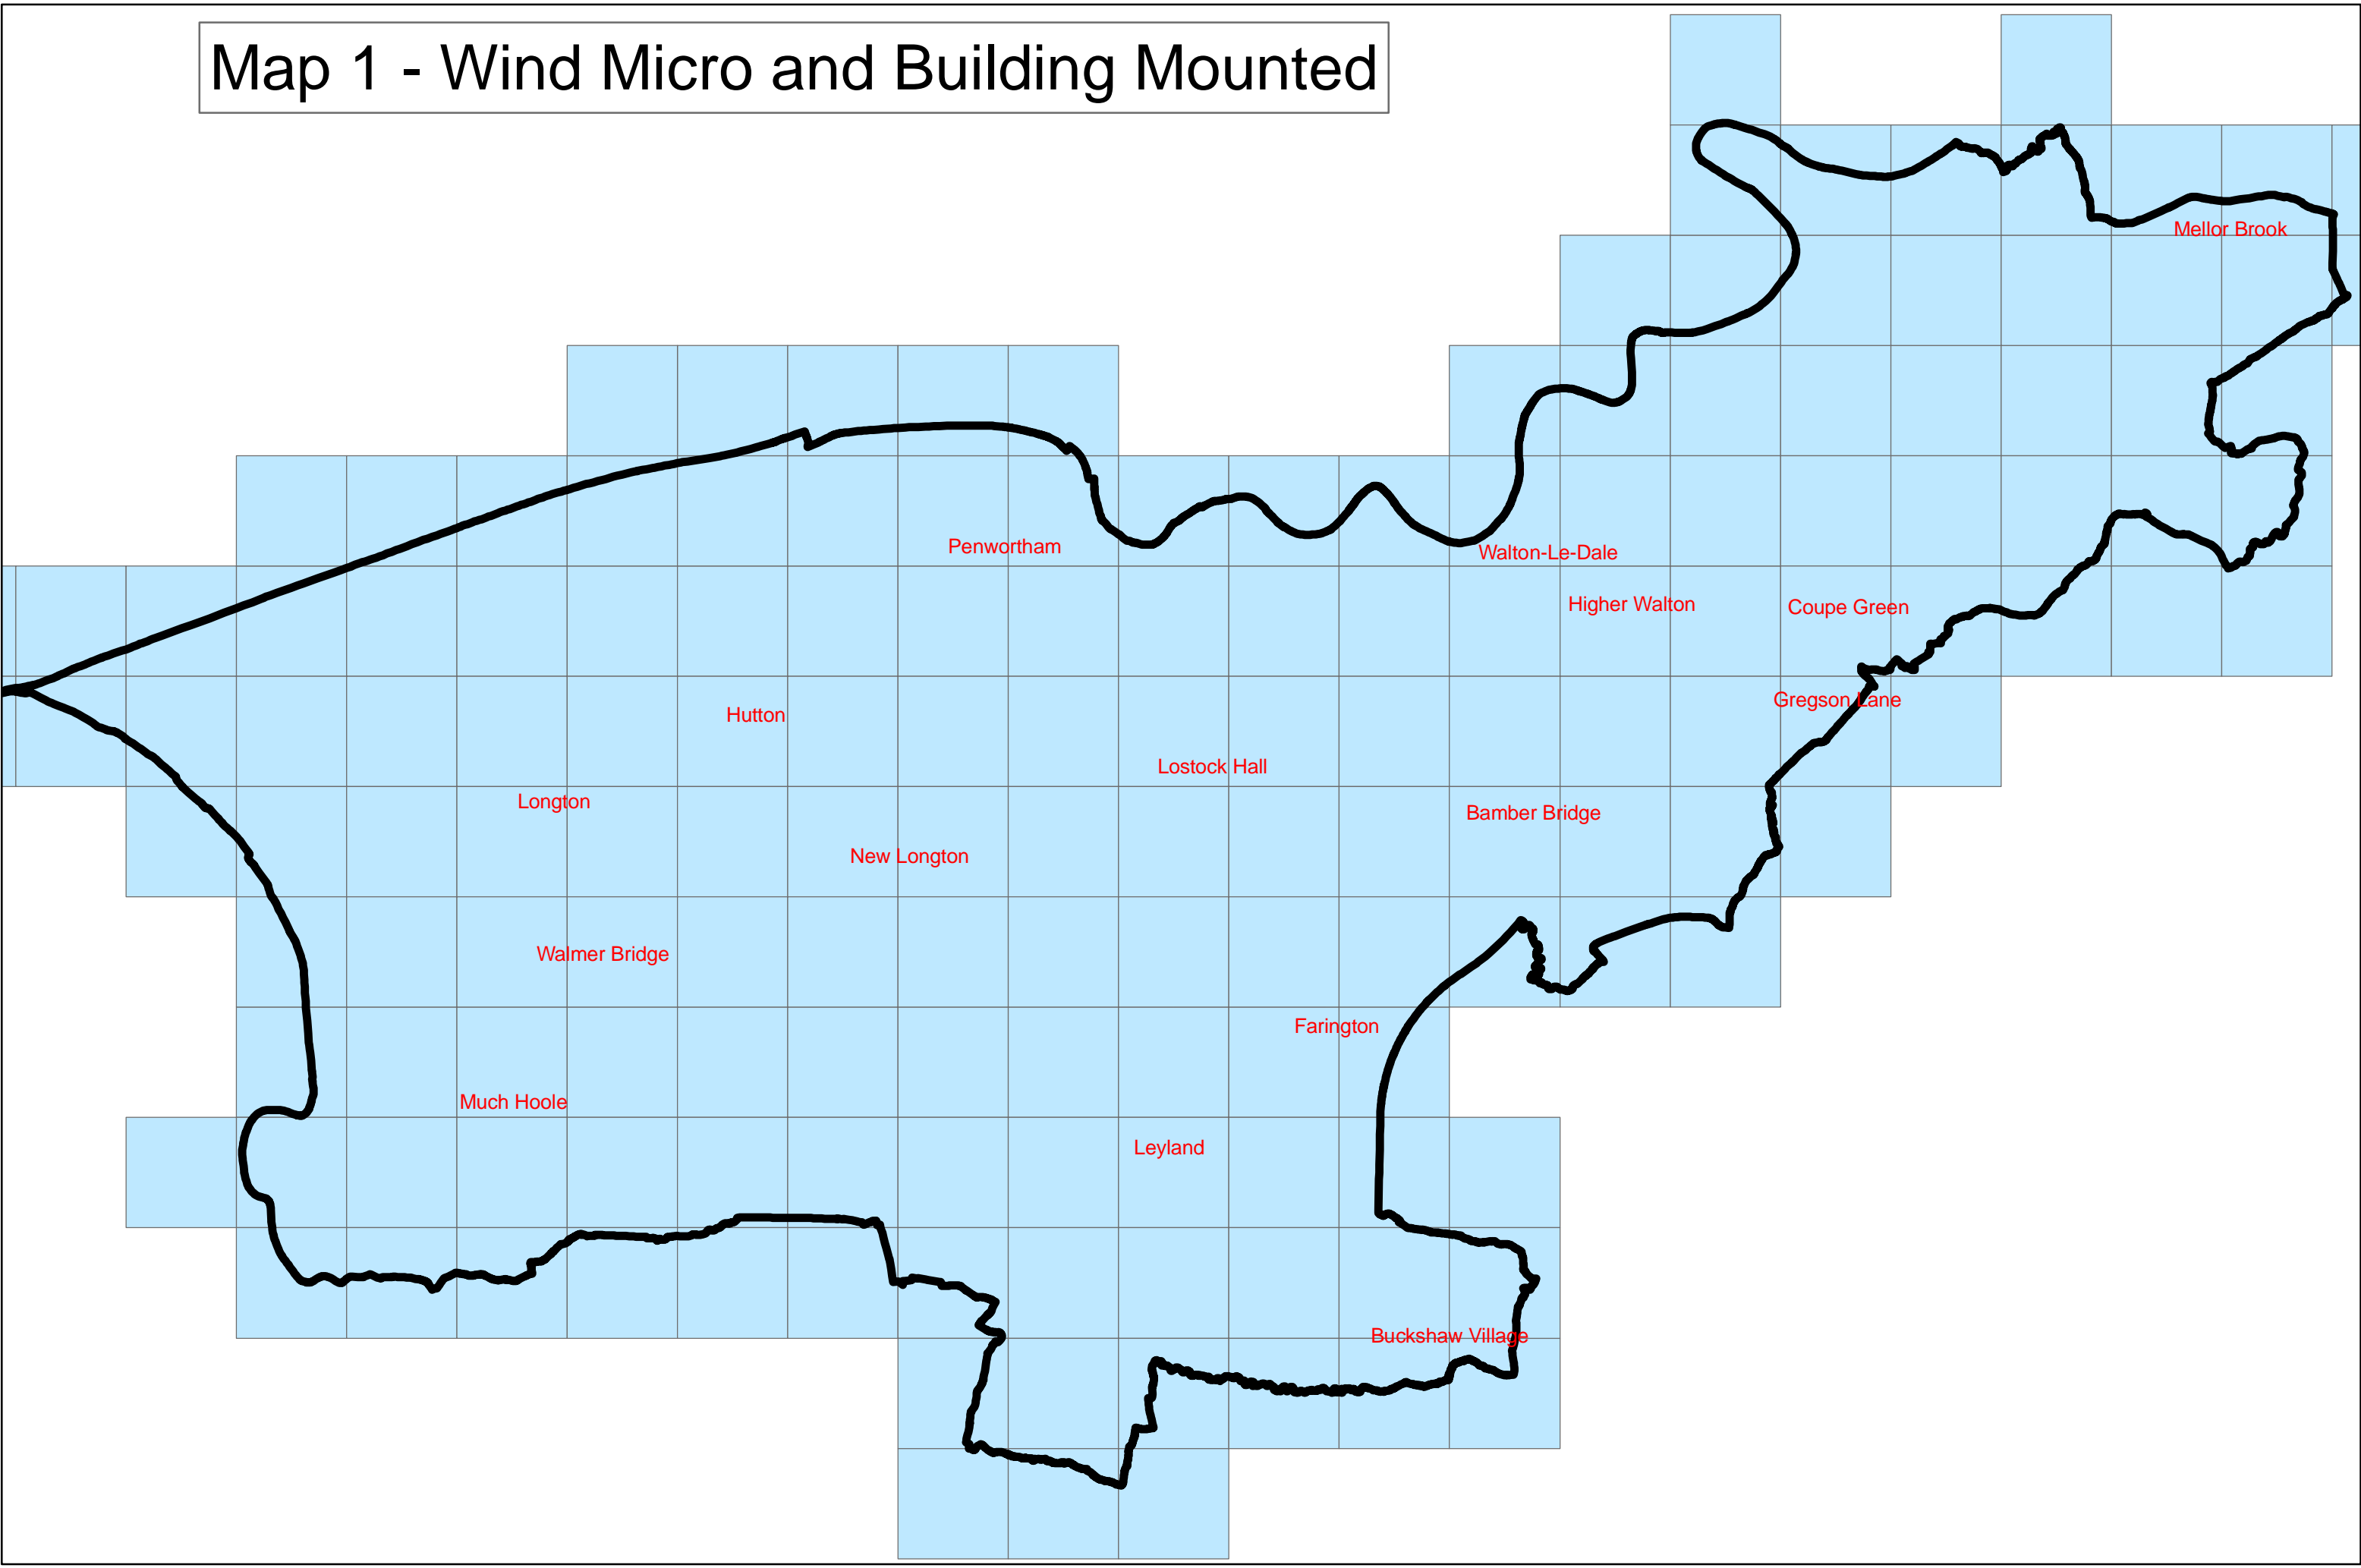 Map 1 - Wind Micro and Building Mounted
Mellor Brook
Penwortham
Walton-Le-Dale
Higher Walton
Coupe Green
Gregson Lane
Hutton
Lostock Hall
Longton
Bamber Bridge
New Longton
Walmer Bridge
Farington
Much Hoole
Leyland
Buckshaw Village